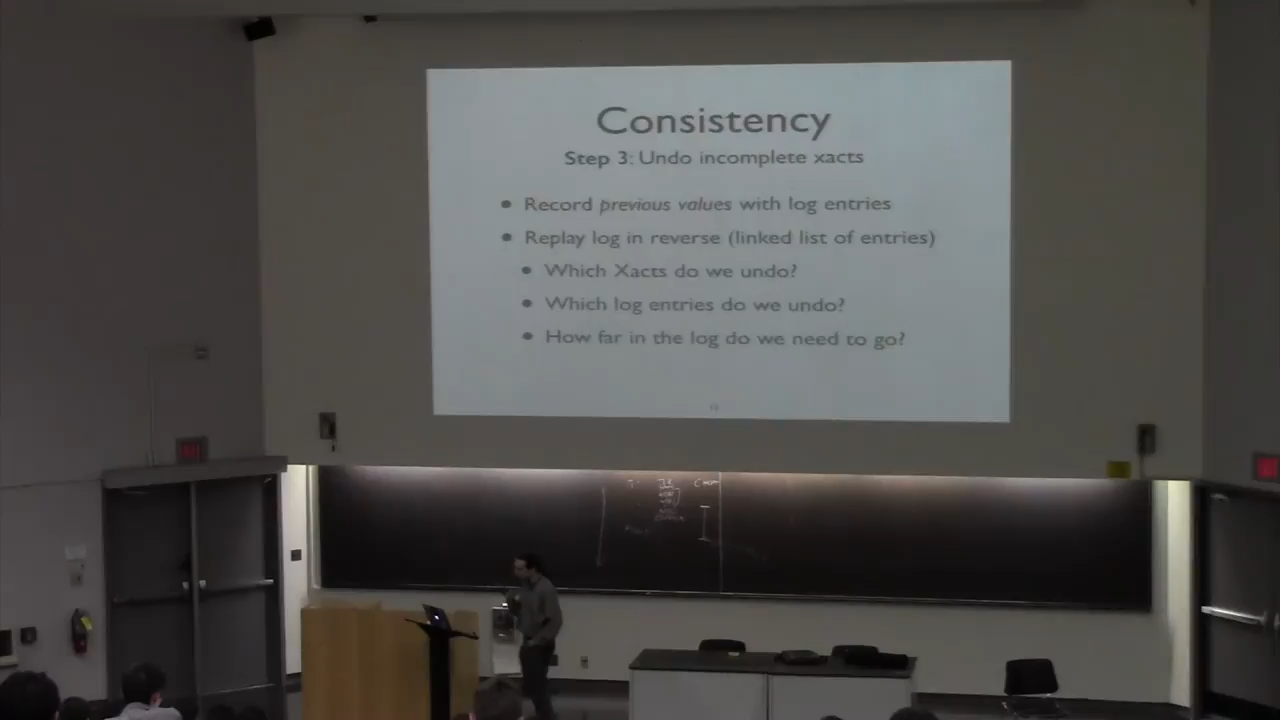 Consistency
Step 3: Undo incomplete xacts
• Record previous values with log entries
• Replay log in reverse (linked list of entries)
• Which Xacts do we undo?
• Which log entries do we undo?
• How far in the log do we need to go?